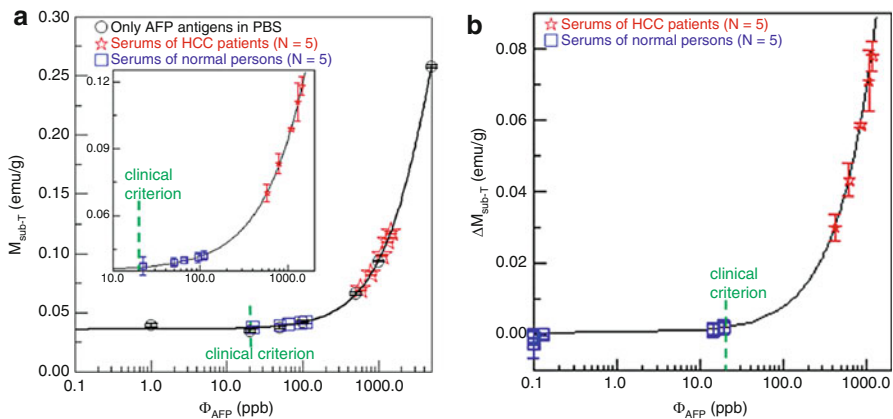 a
Only AFP antigens in PBS
Serums of HCC patients (N = 5)
Serums of normal persons (N = 5)
0.30
0.25
0.20
0.15
0.10
0.05
0.00
M_sub-T (emu/g)
0.12
0.09
0.06
0.1
10.0
100.0
1000.0
clinical
criterion
clinical criterion
0.1
1.0
10.0
100.0
1000.0
Φ_AFP (ppb)
b
Serums of HCC patients (N = 5)
Serums of normal persons (N = 5)
0.08
0.06
0.04
0.02
0.00
ΔM_sub-T (emu/g)
clinical
criterion
0.1
1
10
100
1000.0
Φ_AFP (ppb)